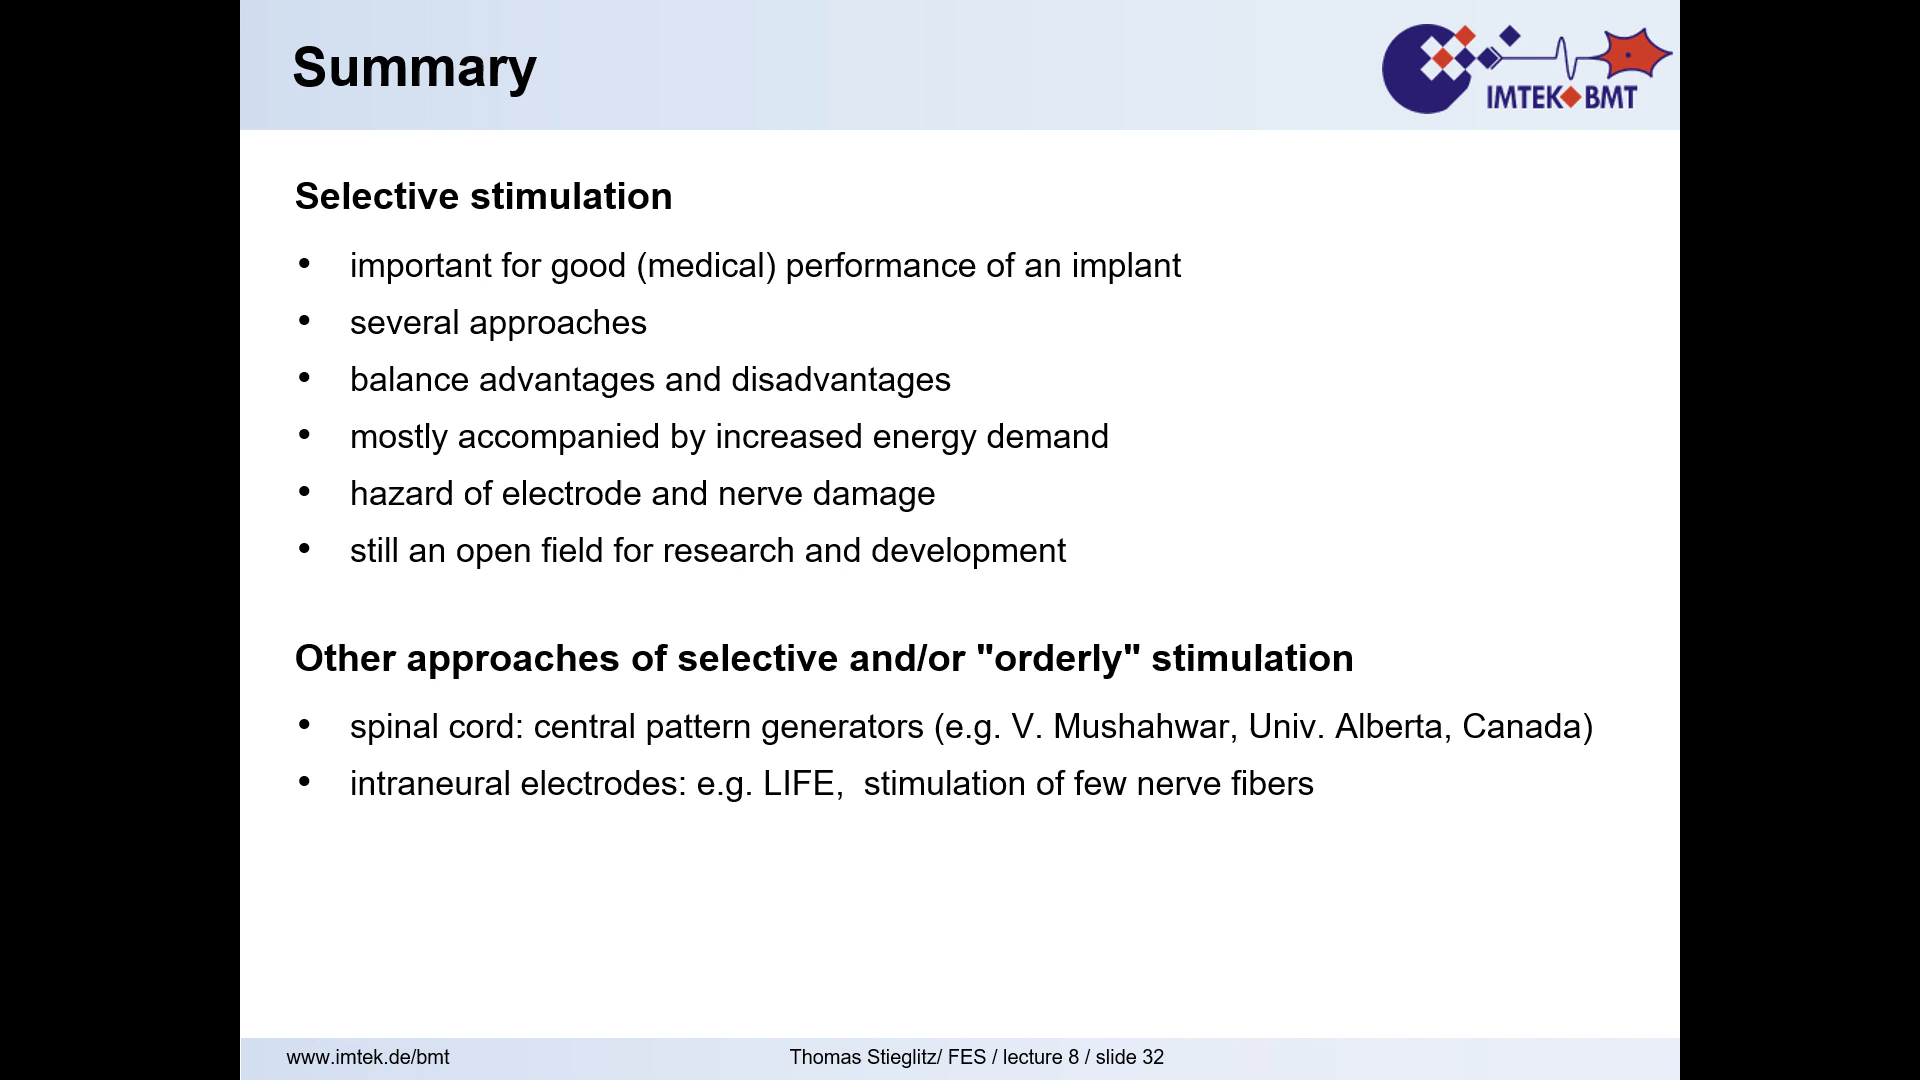 Summary
IMTEK BMT
Selective stimulation
• important for good (medical) performance of an implant
• several approaches
• balance advantages and disadvantages
• mostly accompanied by increased energy demand
• hazard of electrode and nerve damage
• still an open field for research and development
Other approaches of selective and/or "orderly" stimulation
• spinal cord: central pattern generators (e.g. V. Mushahwar, Univ. Alberta, Canada)
• intraneural electrodes: e.g. LIFE,  stimulation of few nerve fibers
www.imtek.de/bmt
Thomas Stieglitz/ FES / lecture 8 / slide 32